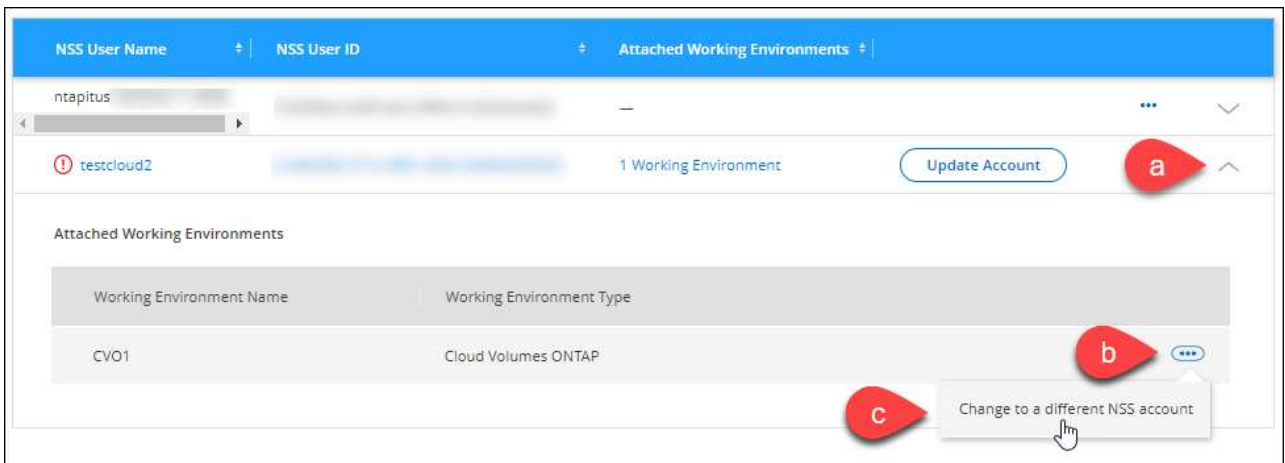 NSS User Name NSS User ID Attached Working Environments
ntapitus —
testcloud2 1 Working Environment Update Account a
Attached Working Environments
Working Environment Name Working Environment Type
CVO1 Cloud Volumes ONTAP b
c Change to a different NSS account